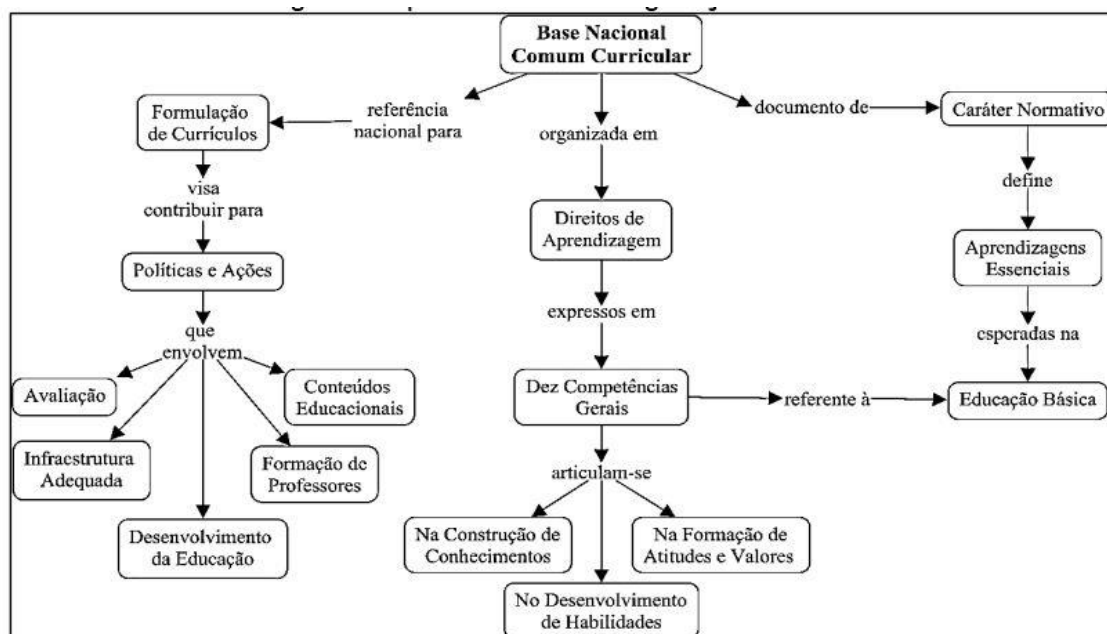 Base Nacional
Comum Curricular
referência
nacional para
organizada em
documento de
Formulação
de Currículos
Caráter Normativo
visa
contribuir para
define
Direitos de
Aprendizagem
Políticas e Ações
Aprendizagens
Essenciais
expressos em
que
envolvem
esperadas na
Avaliação
Conteúdos
Educacionais
Dez Competências
Gerais
referente à
Educação Básica
Infraestrutura
Adequada
Formação de
Professores
articulam-se
Desenvolvimento
da Educação
Na Construção de
Conhecimentos
Na Formação de
Atitudes e Valores
No Desenvolvimento
de Habilidades